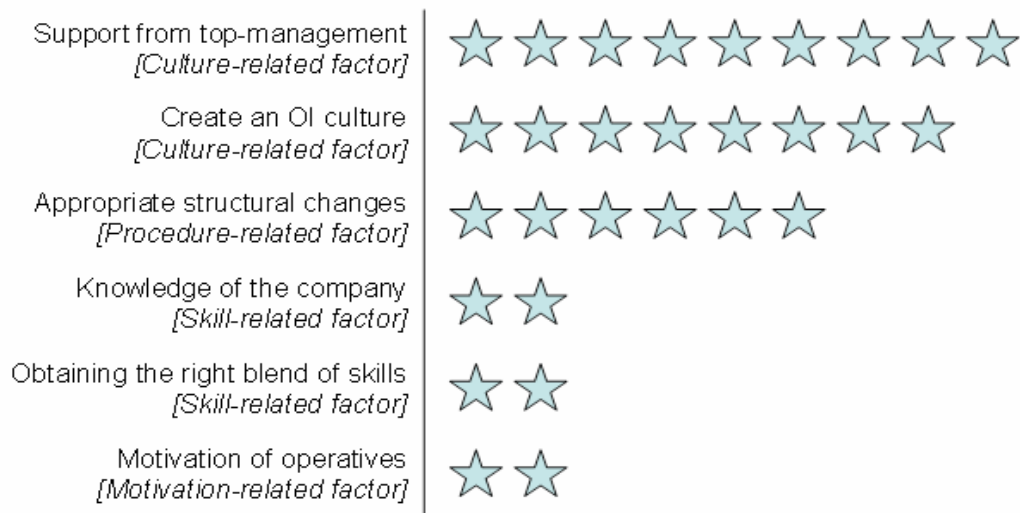 Support from top-management
[Culture-related factor]
Create an OI culture
[Culture-related factor]
Appropriate structural changes
[Procedure-related factor]
Knowledge of the company
[Skill-related factor]
Obtaining the right blend of skills
[Skill-related factor]
Motivation of operatives
[Motivation-related factor]